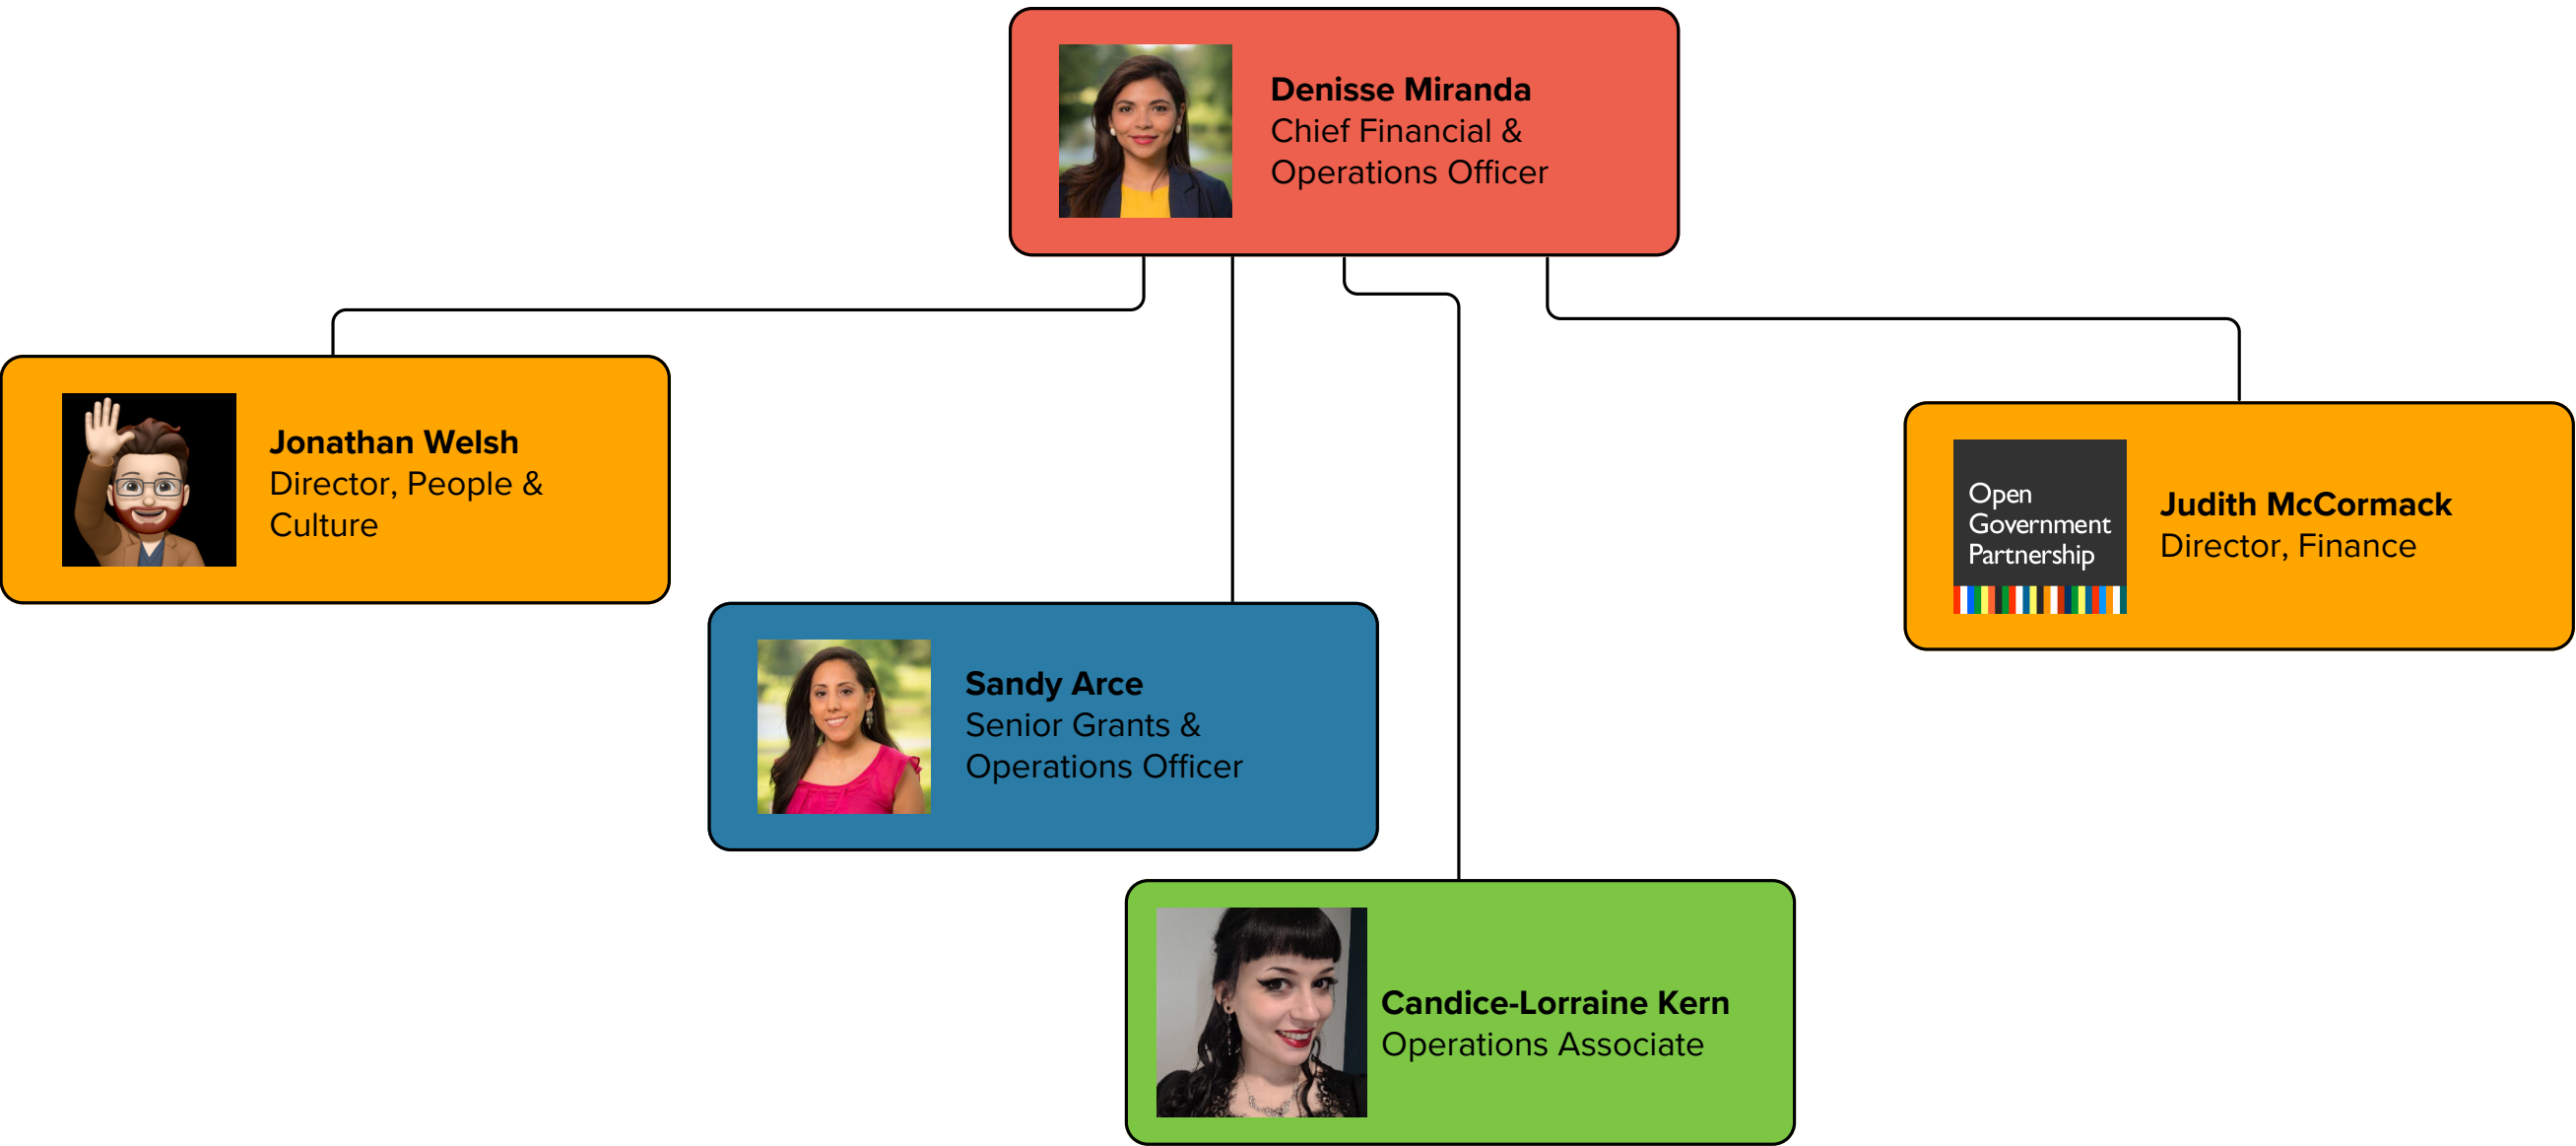 Denisse Miranda
Chief Financial &
Operations Officer
Jonathan Welsh
Director, People &
Culture
Open
Government
Partnership
Judith McCormack
Director, Finance
Sandy Arce
Senior Grants &
Operations Officer
Candice-Lorraine Kern
Operations Associate